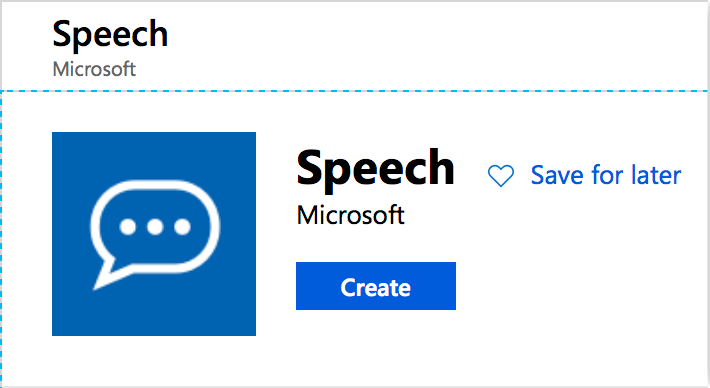 Speech
Microsoft
Speech
Save for later
Microsoft
Create